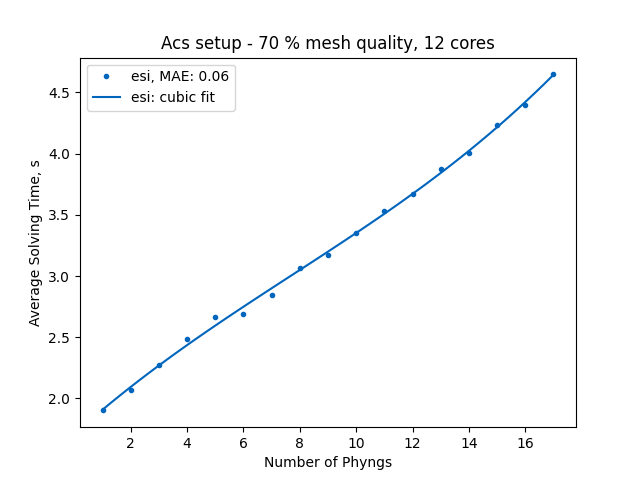 Acs setup - 70 % mesh quality, 12 cores
esi, MAE: 0.06
esi: cubic fit
Average Solving Time, s
4.5
4.0
3.5
3.0
2.5
2.0
2 4 6 8 10 12 14 16
Number of Phyngs